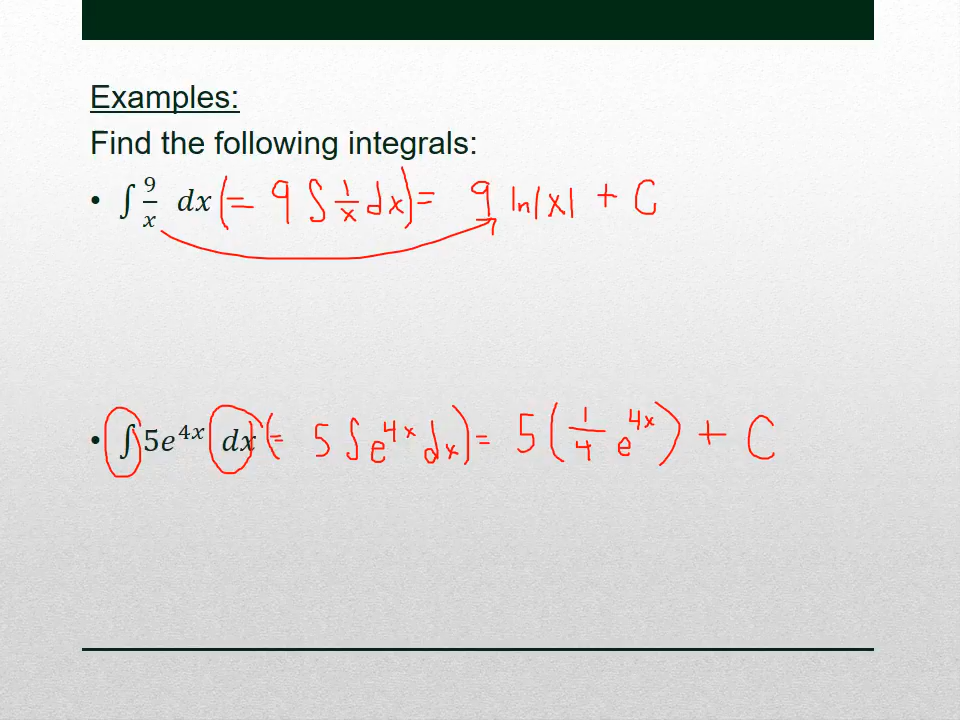 Examples:
Find the following integrals:
• ∫ 9/x dx (= 9 ∫ 1/x dx) = 9 ln|x| + C
• ∫ 5e^{4x} dx (= 5 ∫ e^{4x} dx) = 5 (1/4 e^{4x}) + C